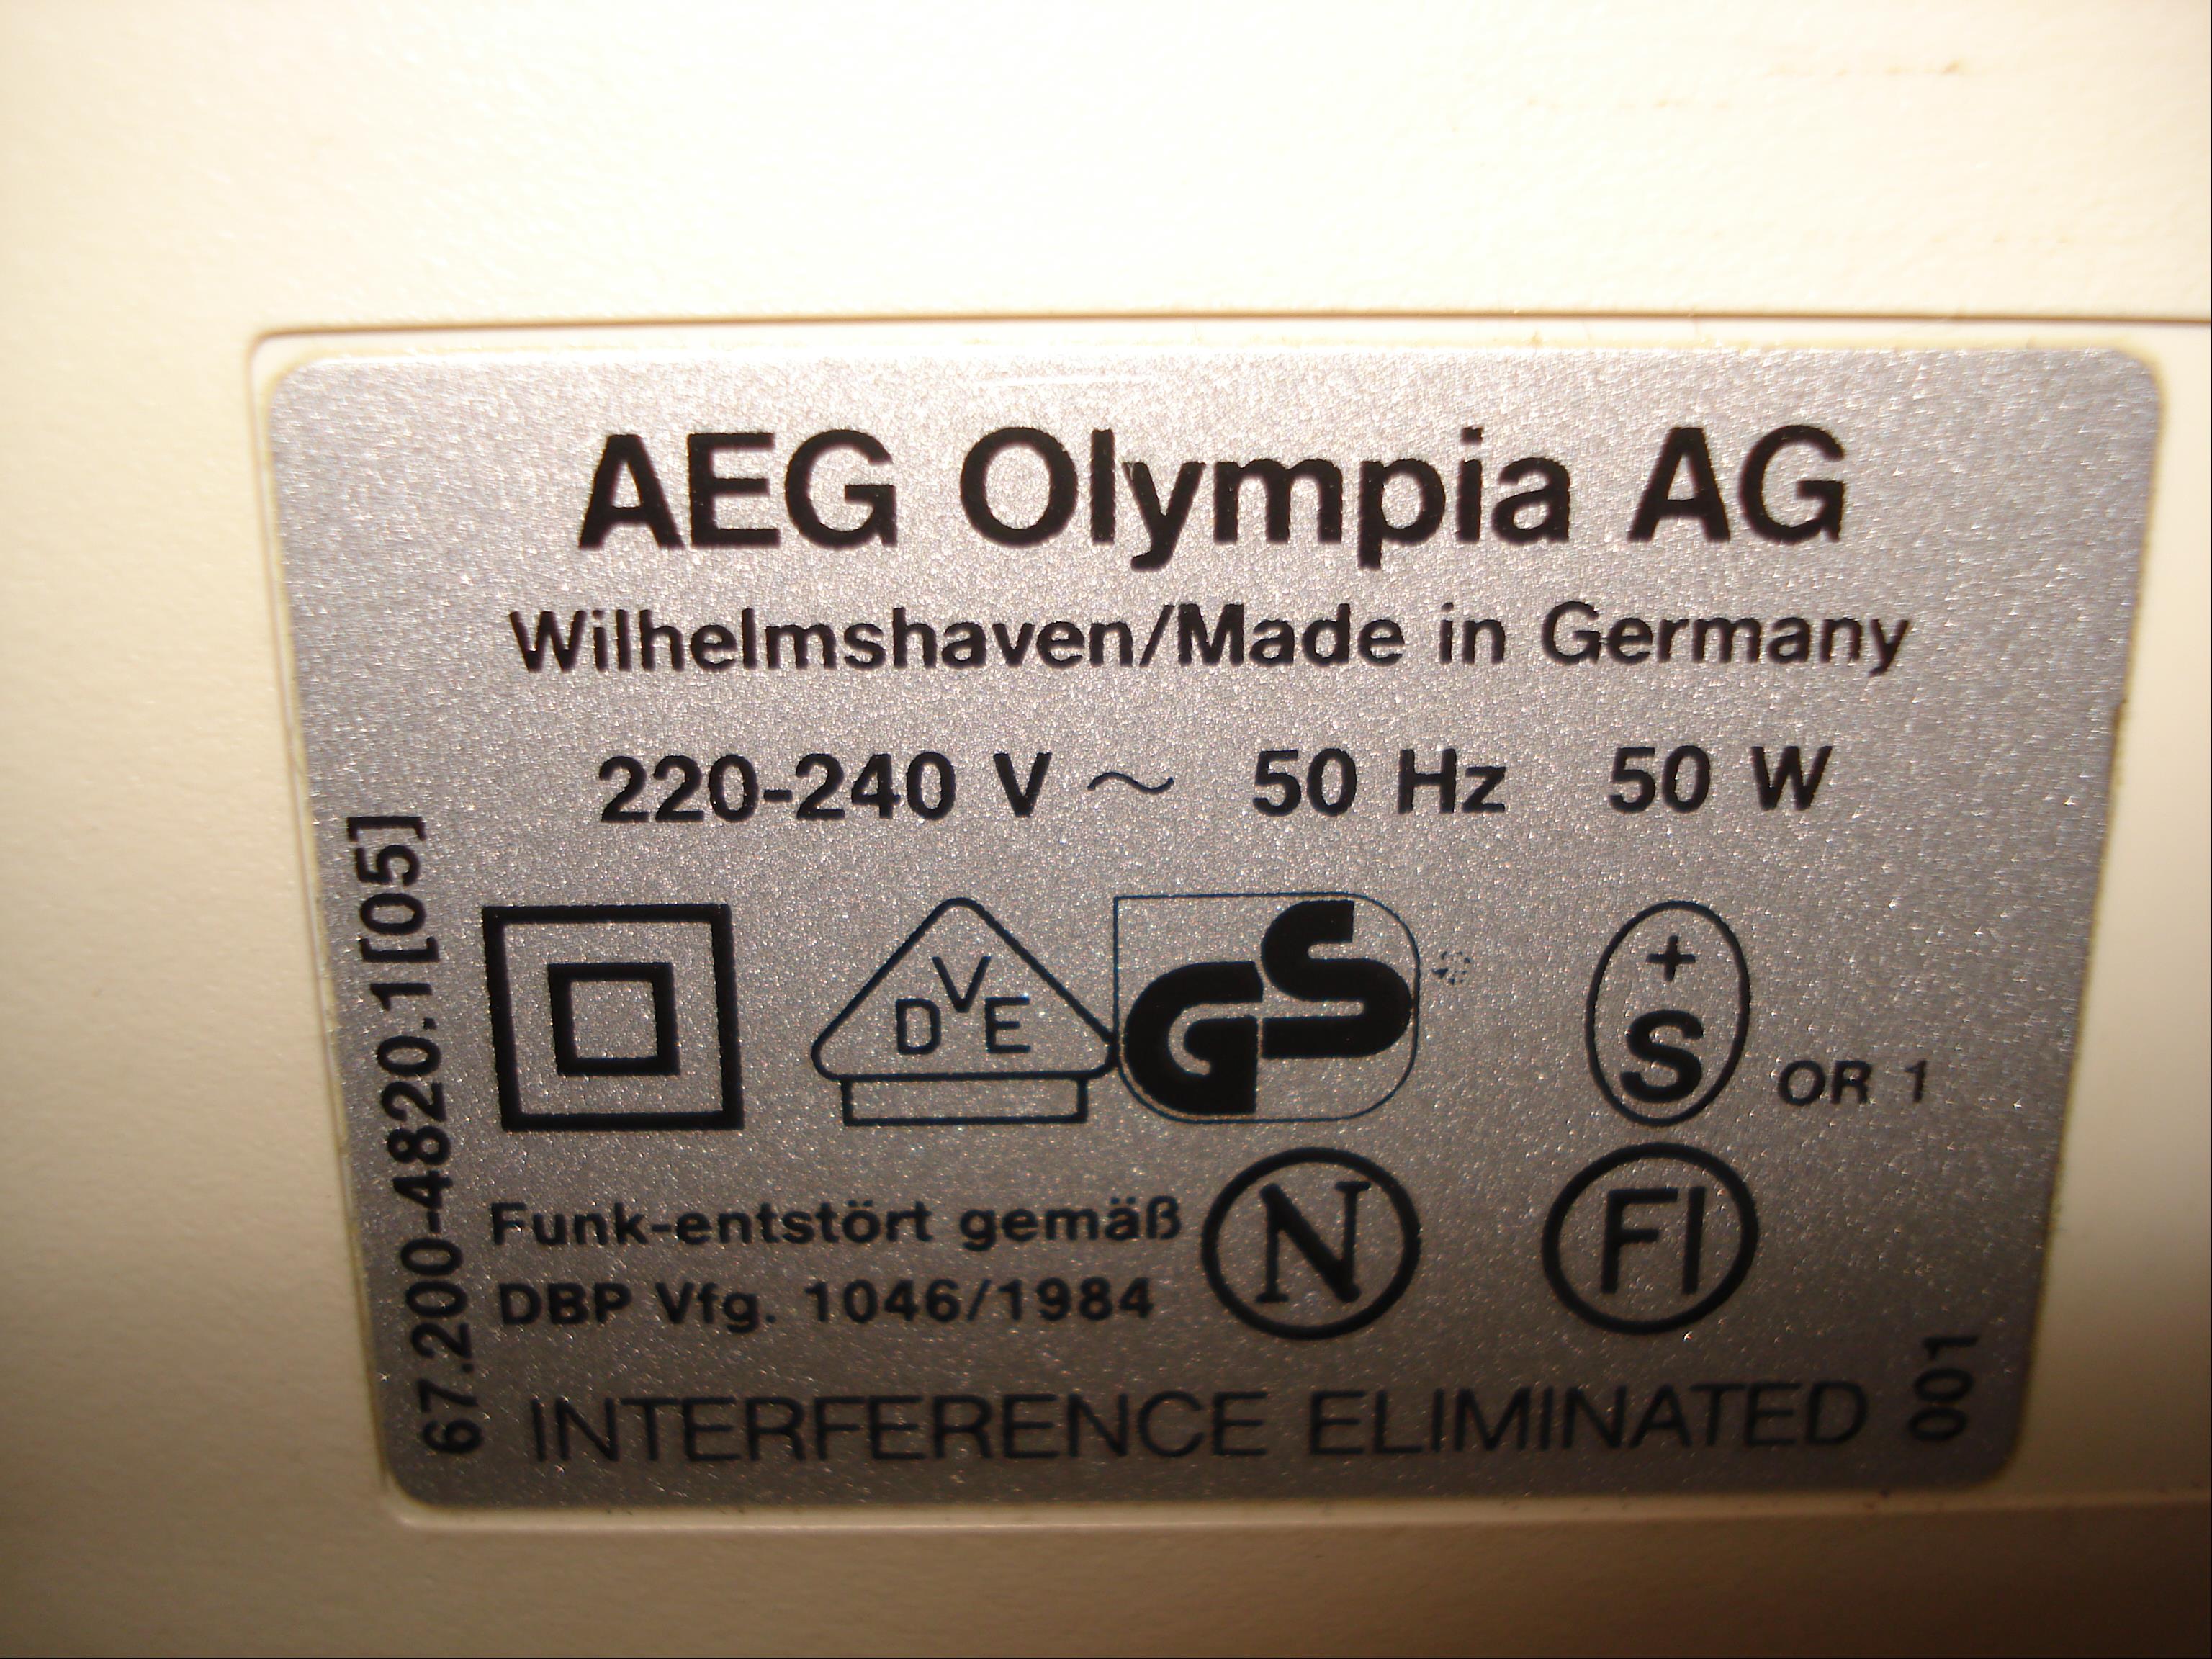 AEG Olympia AG
Wilhelmshaven/Made in Germany
220-240 V ~ 50 Hz 50 W
DVE
GS
+
S
OR 1
Funk-entstört gemäß
DBP Vfg. 1046/1984
N
FI
INTERFERENCE ELIMINATED
67.200-4820.1[05]
001